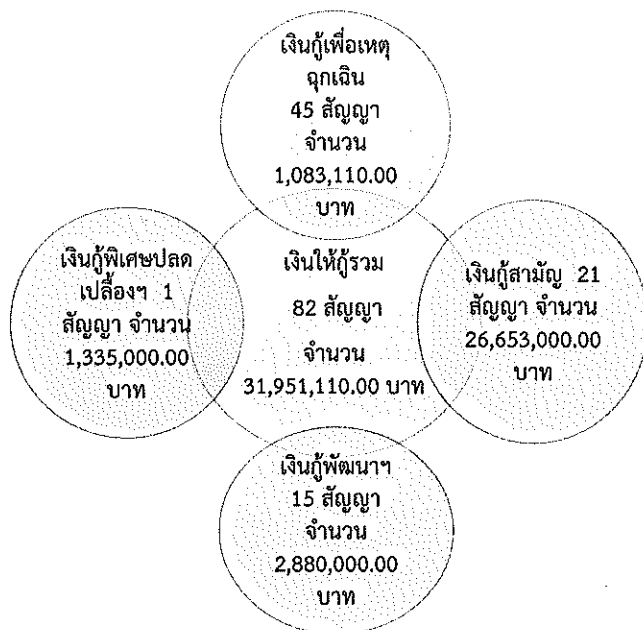 เงินกู้เพื่อเหตุ
ฉุกเฉิน
45 สัญญา
จำนวน
1,083,110.00
บาท
เงินกู้พิเศษปลด
เปลื้องฯ 1
สัญญา จำนวน
1,335,000.00
บาท
เงินให้กู้รวม
82 สัญญา
จำนวน
31,951,110.00 บาท
เงินกู้สามัญ 21
สัญญา จำนวน
26,653,000.00
บาท
เงินกู้พัฒนาฯ
15 สัญญา
จำนวน
2,880,000.00
บาท